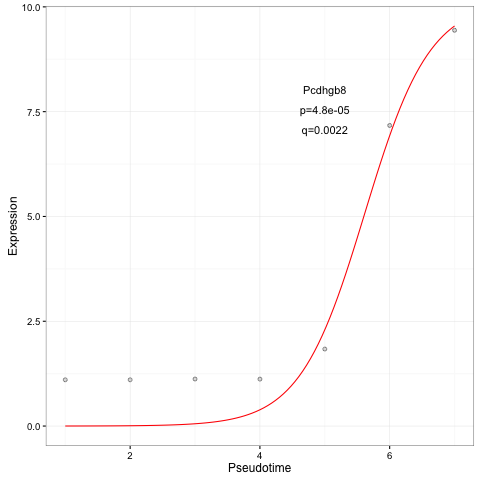 10.0
Pcdhgb8
p=4.8e-05
7.5
q=0.0022
Expression
5.0
2.5
0.0
2 4 6
Pseudotime